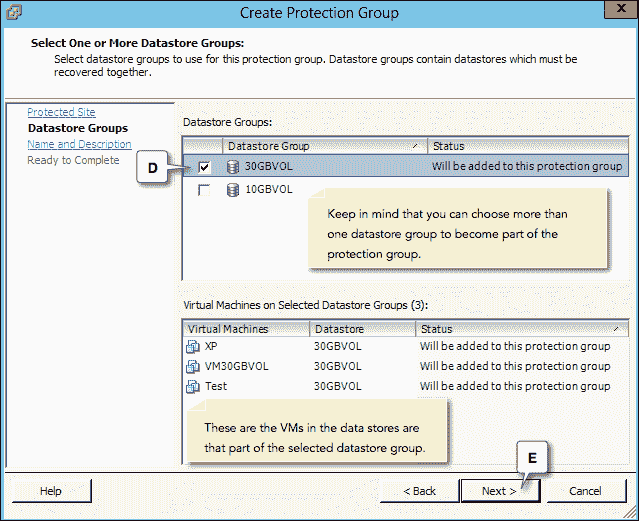 Create Protection Group
X
Select One or More Datastore Groups:
Select datastore groups to use for this protection group. Datastore groups contain datastores which must be
recovered together.
Protected Site
Datastore Groups
Name and Description
Ready to Complete
Datastore Groups:
Datastore Group Status
D
30GBVOL Will be added to this protection group
10GBVOL
Keep in mind that you can choose more than
one datastore group to become part of the
protection group.
Virtual Machines on Selected Datastore Groups (3):
Virtual Machines Datastore Status
XP 30GBVOL Will be added to this protection group
VM30GBVOL 30GBVOL Will be added to this protection group
Test 30GBVOL Will be added to this protection group
These are the VMs in the data stores are
that part of the selected datastore group.
E
Help < Back Next > Cancel